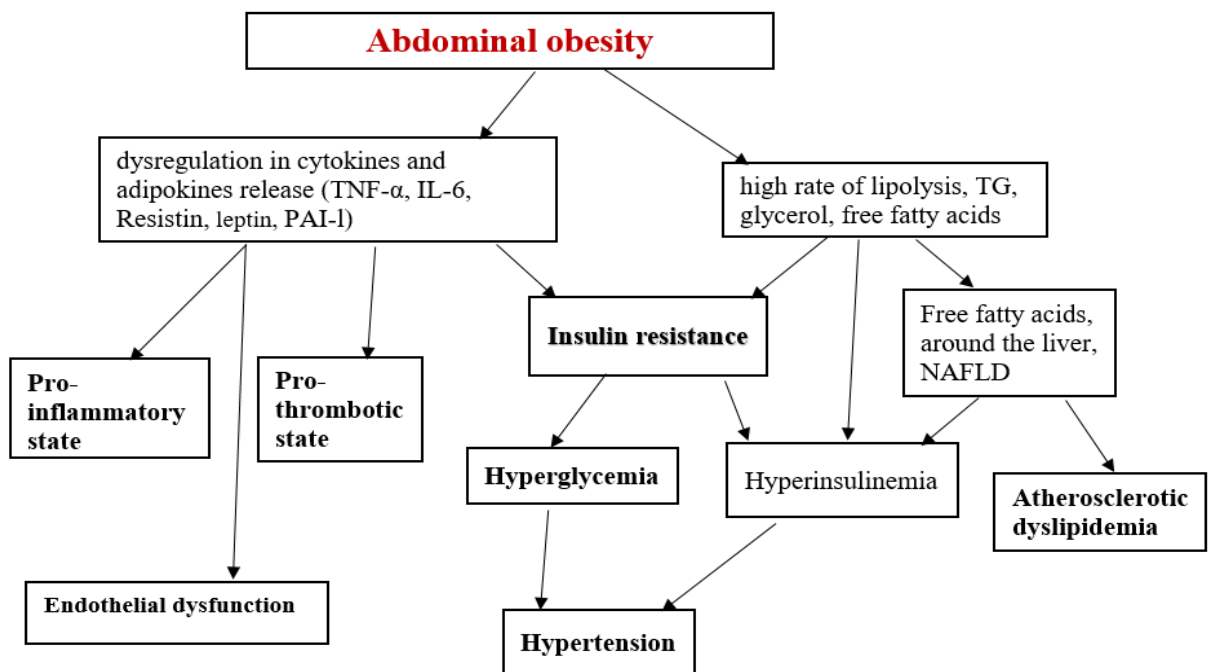 Abdominal obesity
dysregulation in cytokines and
adipokines release (TNF-α, IL-6,
Resistin, leptin, PAI-l)
high rate of lipolysis, TG,
glycerol, free fatty acids
Insulin resistance
Free fatty acids,
around the liver,
NAFLD
Pro-
inflammatory
state
Pro-
thrombotic
state
Hyperglycemia
Hyperinsulinemia
Atherosclerotic
dyslipidemia
Endothelial dysfunction
Hypertension